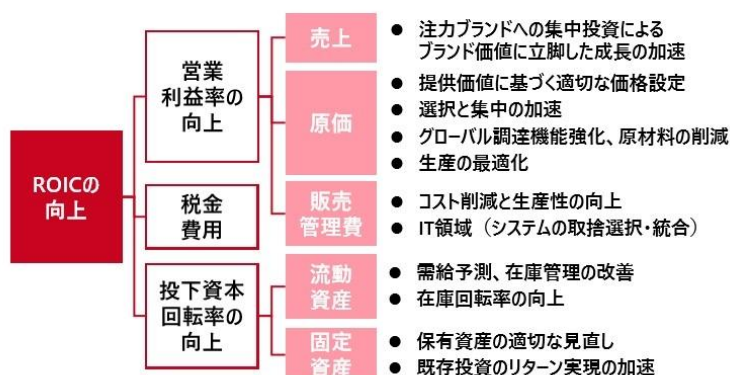 ROICの
向上
営業
利益率の
向上
売上
● 注力ブランドへの集中投資による
ブランド価値に立脚した成長の加速
原価
● 提供価値に基づく適切な価格設定
● 選択と集中の加速
● グローバル調達機能強化、原材料の削減
● 生産の最適化
販売
管理費
● コスト削減と生産性の向上
● IT領域（システムの取捨選択・統合）
税金
費用
投下資本
回転率の
向上
流動
資産
● 需給予測、在庫管理の改善
● 在庫回転率の向上
固定
資産
● 保有資産の適切な見直し
● 既存投資のリターン実現の加速